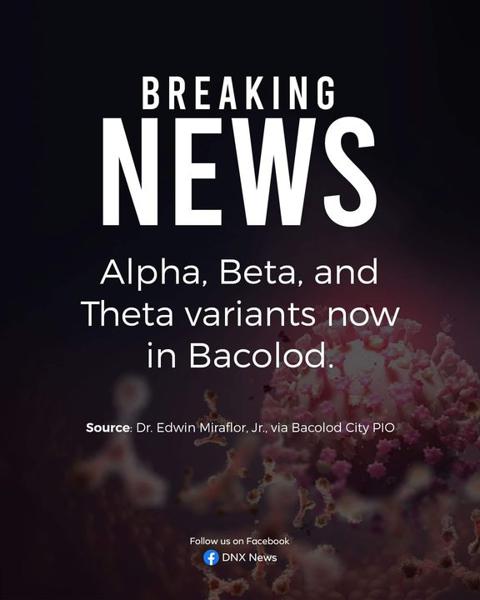 BREAKING
NEWS
Alpha, Beta, and
Theta variants now
in Bacolod.
Source: Dr. Edwin Miraflor, Jr., via Bacolod City PIO
Follow us on Facebook
DNX News